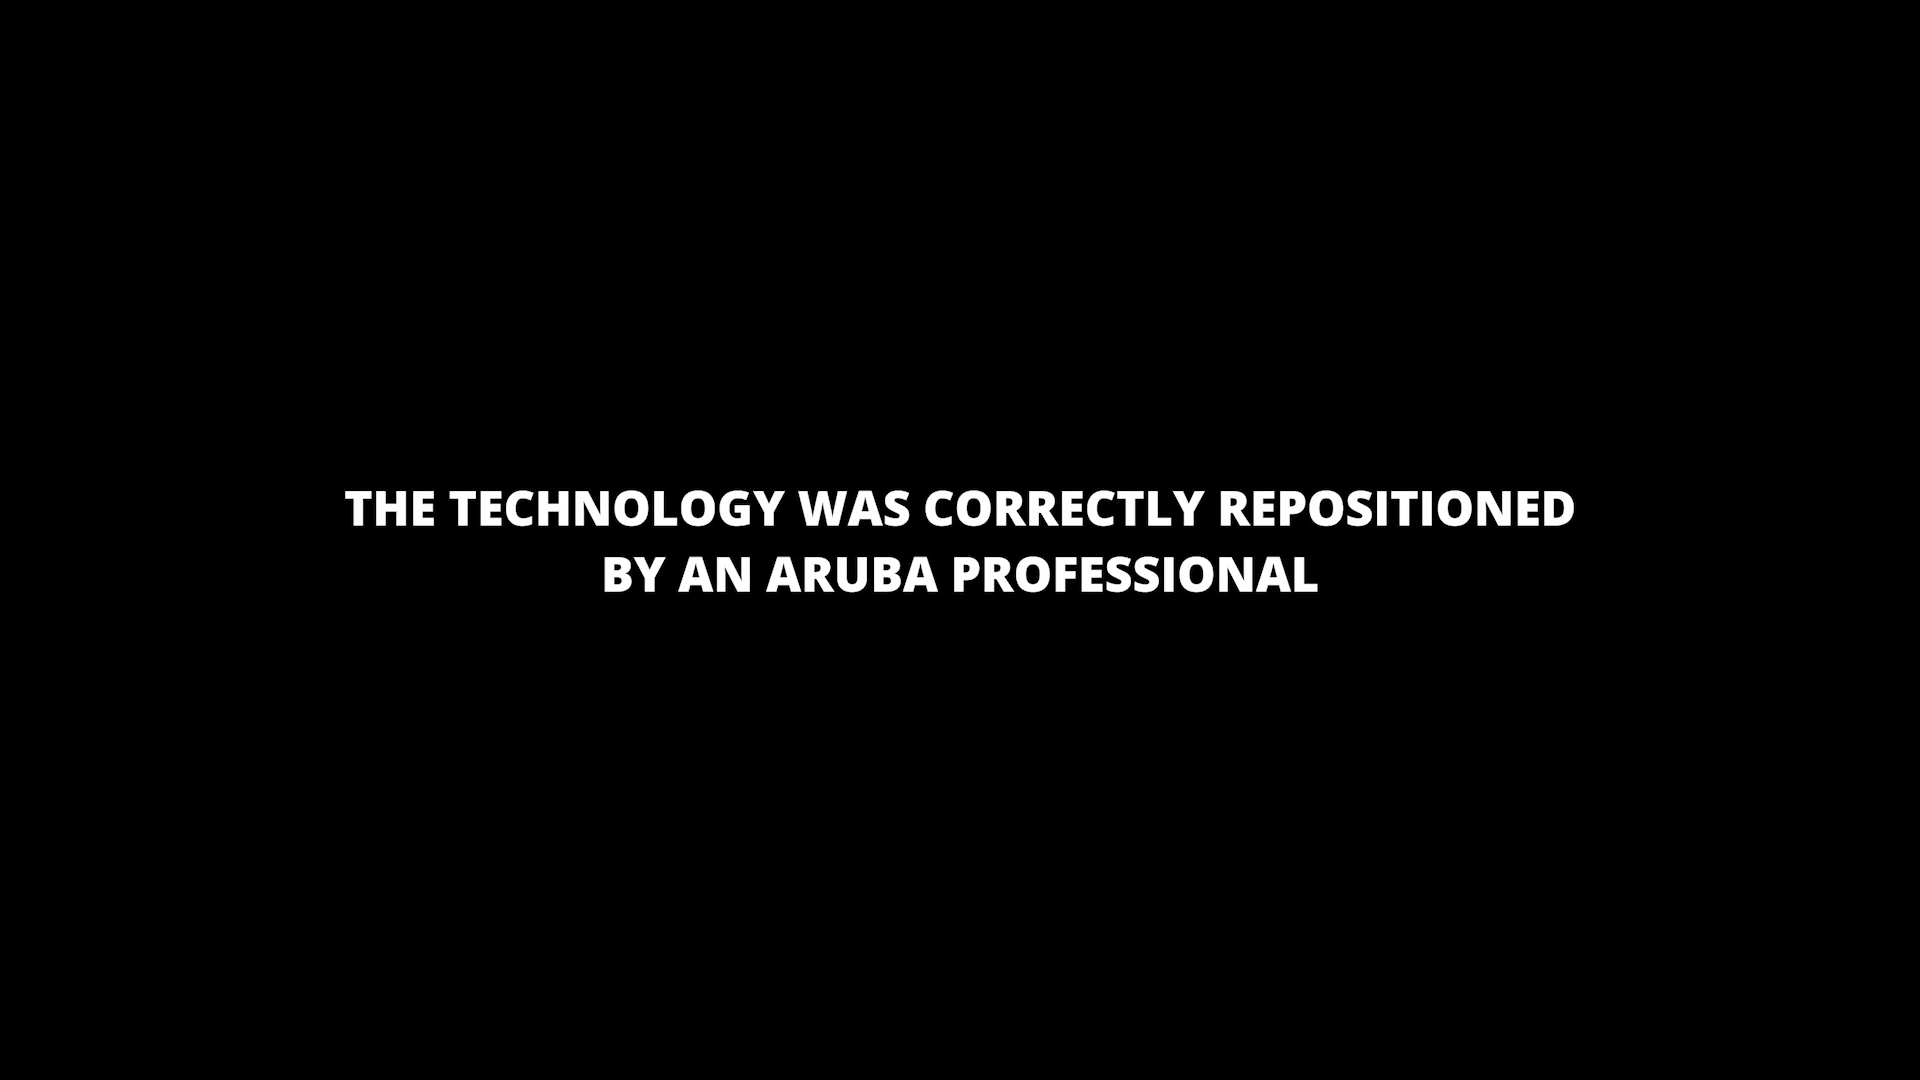 THE TECHNOLOGY WAS CORRECTLY REPOSITIONED
BY AN ARUBA PROFESSIONAL